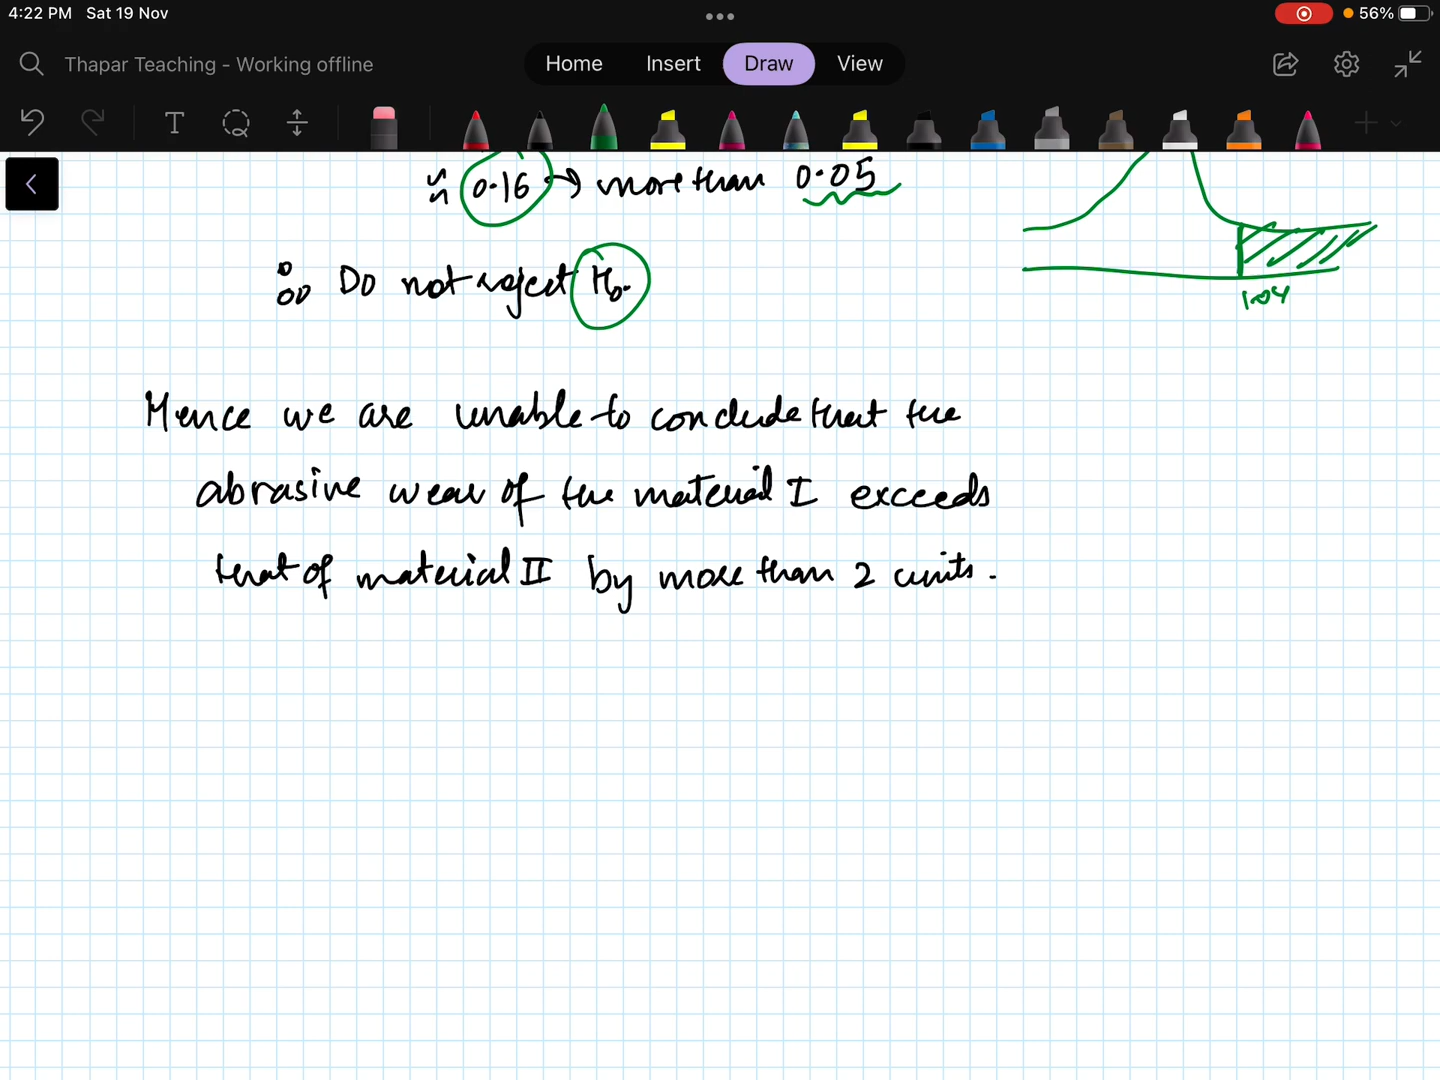 4:22 PM Sat 19 Nov
56%
Thapar Teaching - Working offline
Home Insert Draw View
T
≈ 0.16 → more than 0.05
∴ Do not reject H₀.
1.04
Hence we are unable to conclude that the
abrasive wear of the material I exceeds
that of material II by more than 2 units.